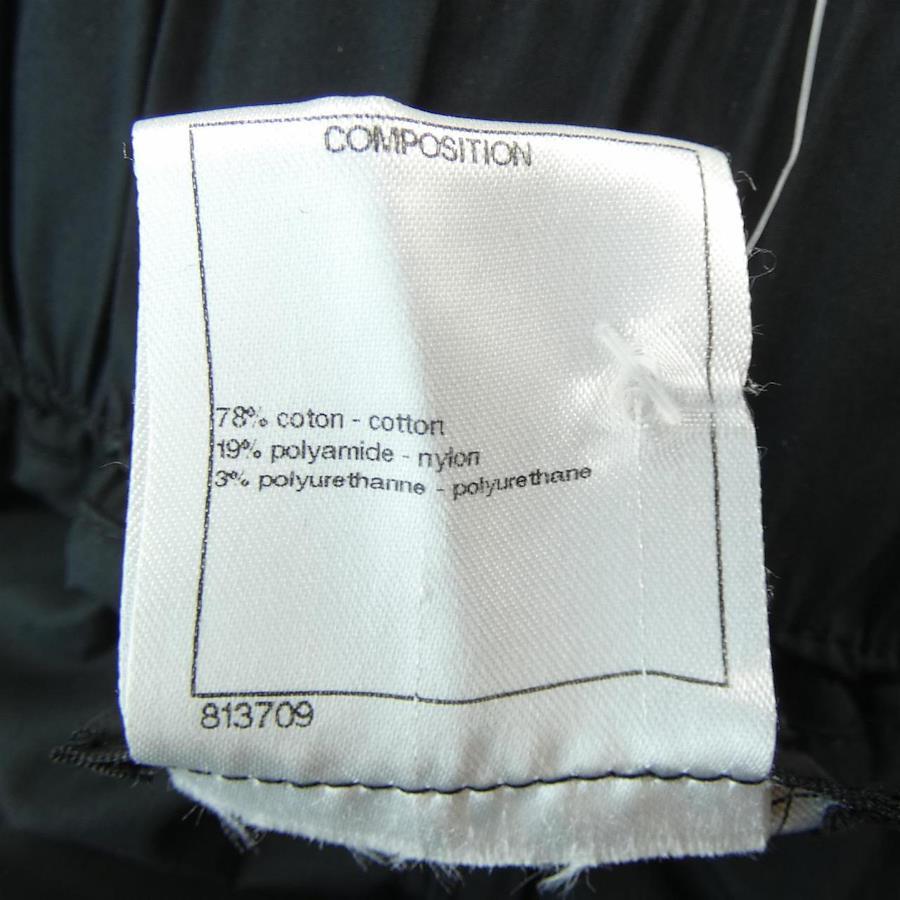 COMPOSITION
78% coton - cotton
19% polyamide - nylon
3% polyurethanne - polyurethane
813709